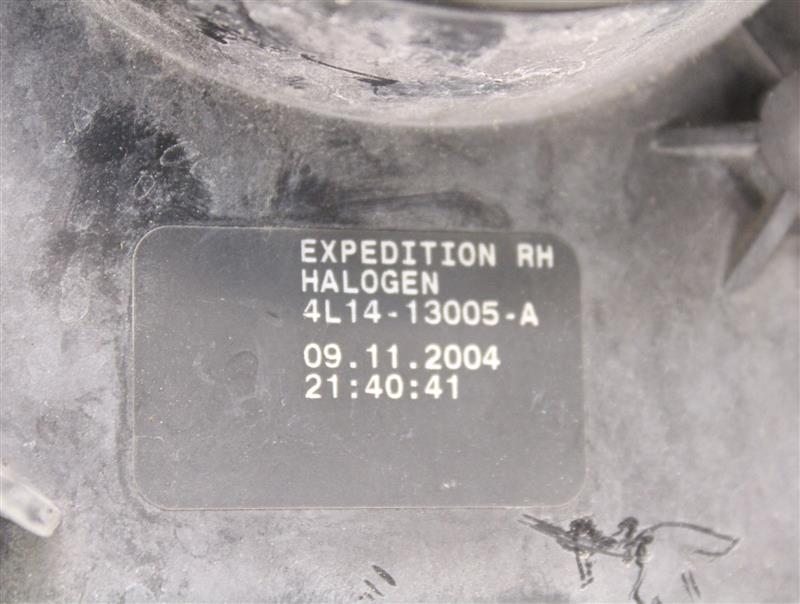 EXPEDITION RH
HALOGEN
4L14-13005-A
09.11.2004
21:40:41